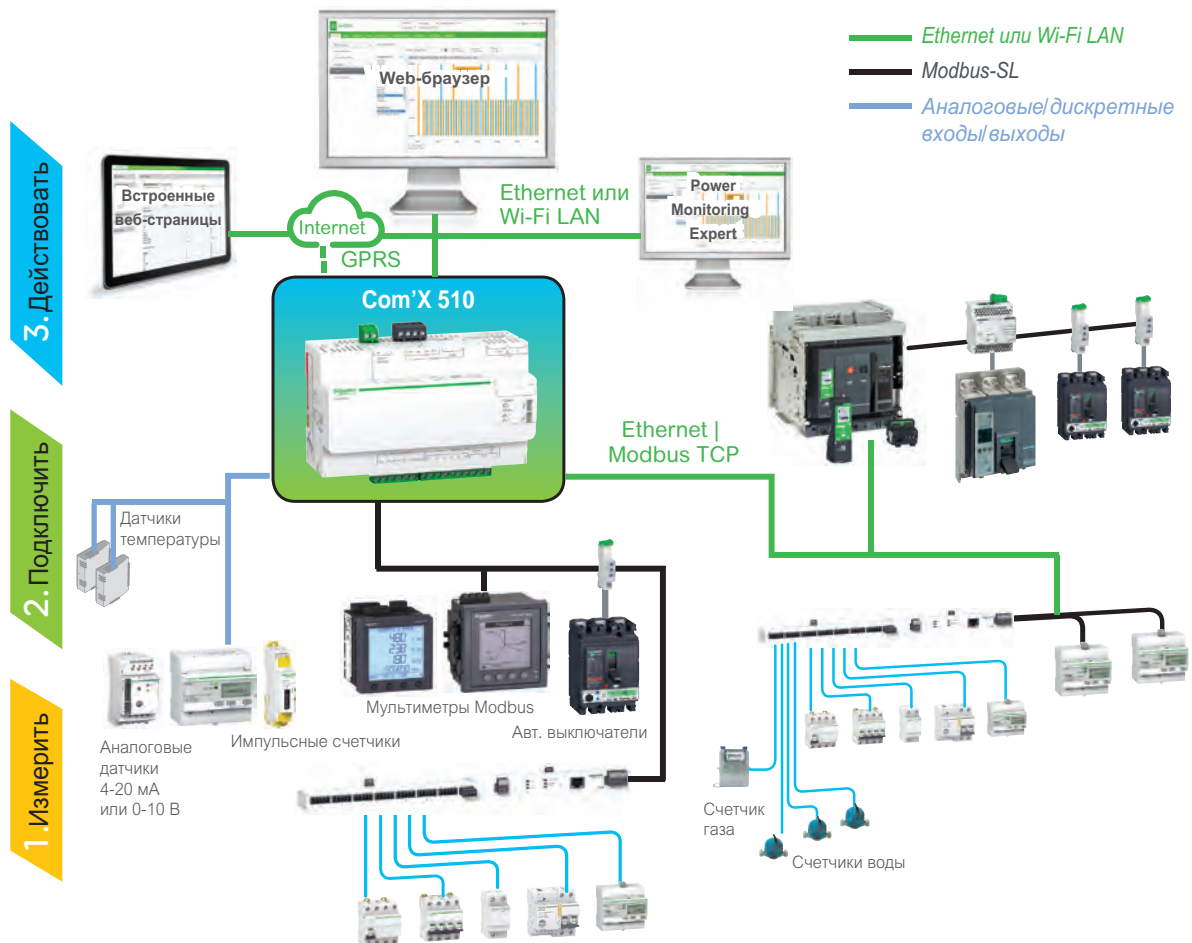 Ethernet или Wi-Fi LAN
Modbus-SL
Аналоговые/дискретные
входы/выходы
Web-браузер
3. Действовать
Встроенные
веб-страницы
Internet
GPRS
Ethernet или
Wi-Fi LAN
Power
Monitoring
Expert
Com'X 510
2. Подключить
Ethernet |
Modbus TCP
Датчики
температуры
1.Измерить
Аналоговые
датчики
4-20 мА
или 0-10 В
Импульсные счетчики
Мультиметры Modbus
Авт. выключатели
Счетчик
газа
Счетчики воды